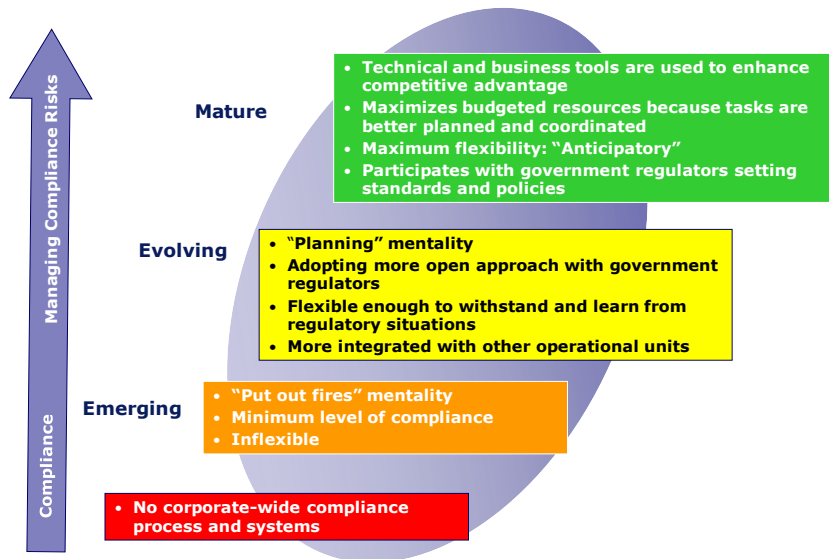 Managing Compliance Risks
Compliance
Mature
• Technical and business tools are used to enhance
competitive advantage
• Maximizes budgeted resources because tasks are
better planned and coordinated
• Maximum flexibility: “Anticipatory”
• Participates with government regulators setting
standards and policies
Evolving
• “Planning” mentality
• Adopting more open approach with government
regulators
• Flexible enough to withstand and learn from
regulatory situations
• More integrated with other operational units
Emerging
• “Put out fires” mentality
• Minimum level of compliance
• Inflexible
• No corporate-wide compliance
process and systems